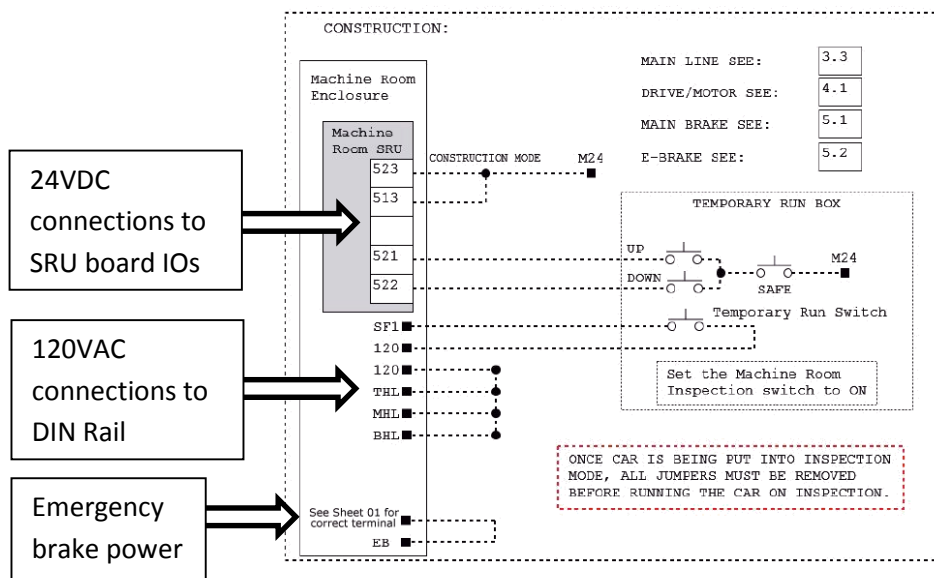 CONSTRUCTION:
Machine Room
Enclosure
Machine
Room SRU
523
513
521
522
CONSTRUCTION MODE
M24
MAIN LINE SEE:
3.3
DRIVE/MOTOR SEE:
4.1
MAIN BRAKE SEE:
5.1
E-BRAKE SEE:
5.2
24VDC
connections to
SRU board IOs
TEMPORARY RUN BOX
UP
DOWN
SAFE
M24
Temporary Run Switch
Set the Machine Room
Inspection switch to ON
SF1
120
120
THL
MHL
BHL
120VAC
connections to
DIN Rail
ONCE CAR IS BEING PUT INTO INSPECTION
MODE, ALL JUMPERS MUST BE REMOVED
BEFORE RUNNING THE CAR ON INSPECTION.
Emergency
brake power
See Sheet 01 for
correct terminal
EB